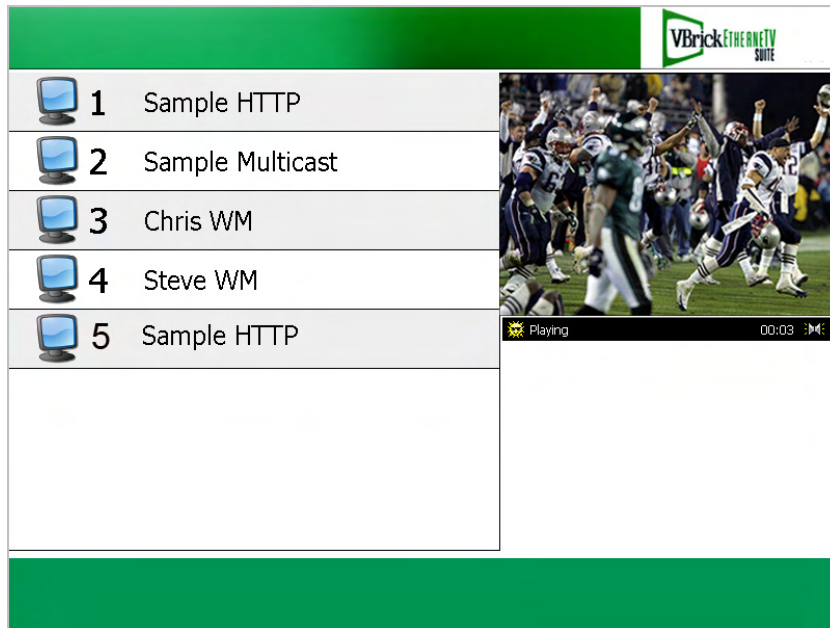 VBrick ETHERNETV
SUITE
1 Sample HTTP
2 Sample Multicast
3 Chris WM
4 Steve WM
5 Sample HTTP
Playing 00:03